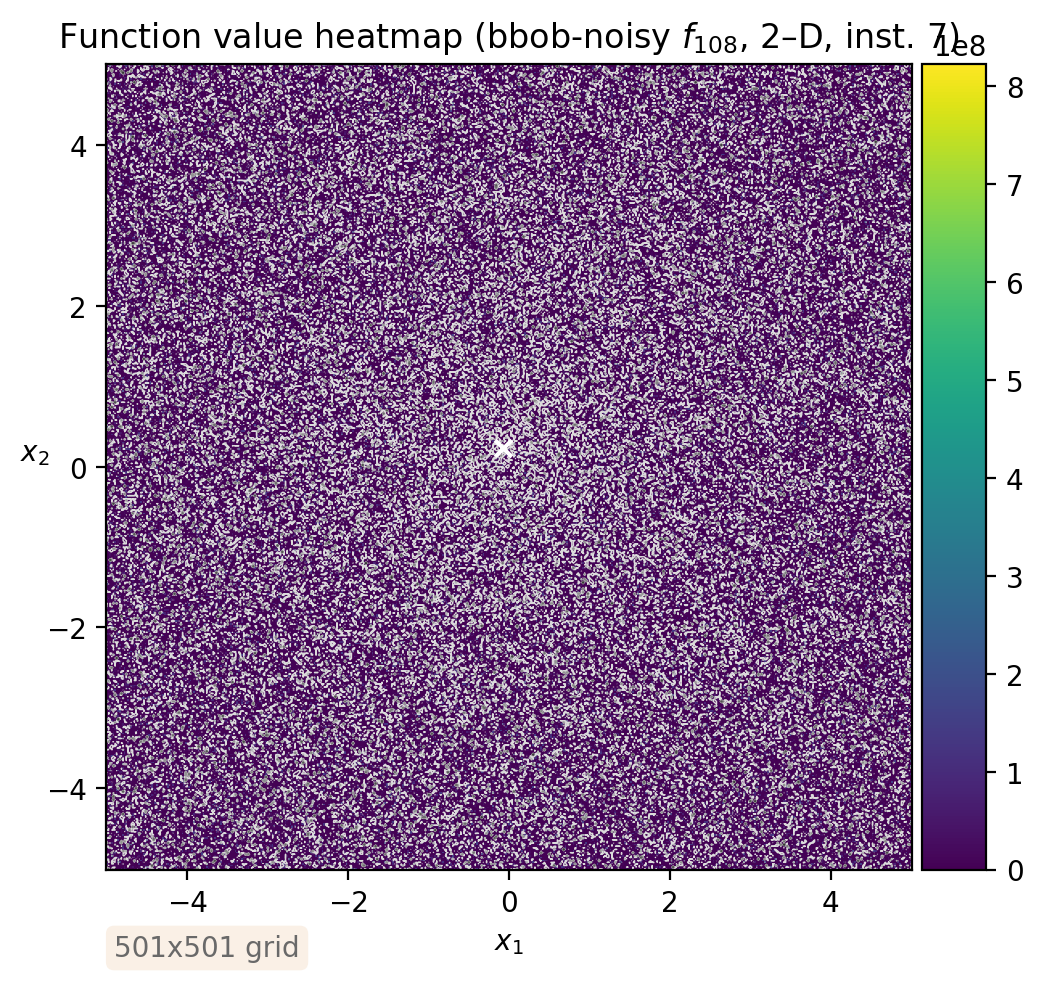 Function value heatmap (bbob-noisy f₁₀₈, 2–D, inst. 7)
1e8
8
7
6
5
4
3
2
1
0
4
2
0
−2
−4
x₂
−4 −2 0 2 4
x₁
501x501 grid